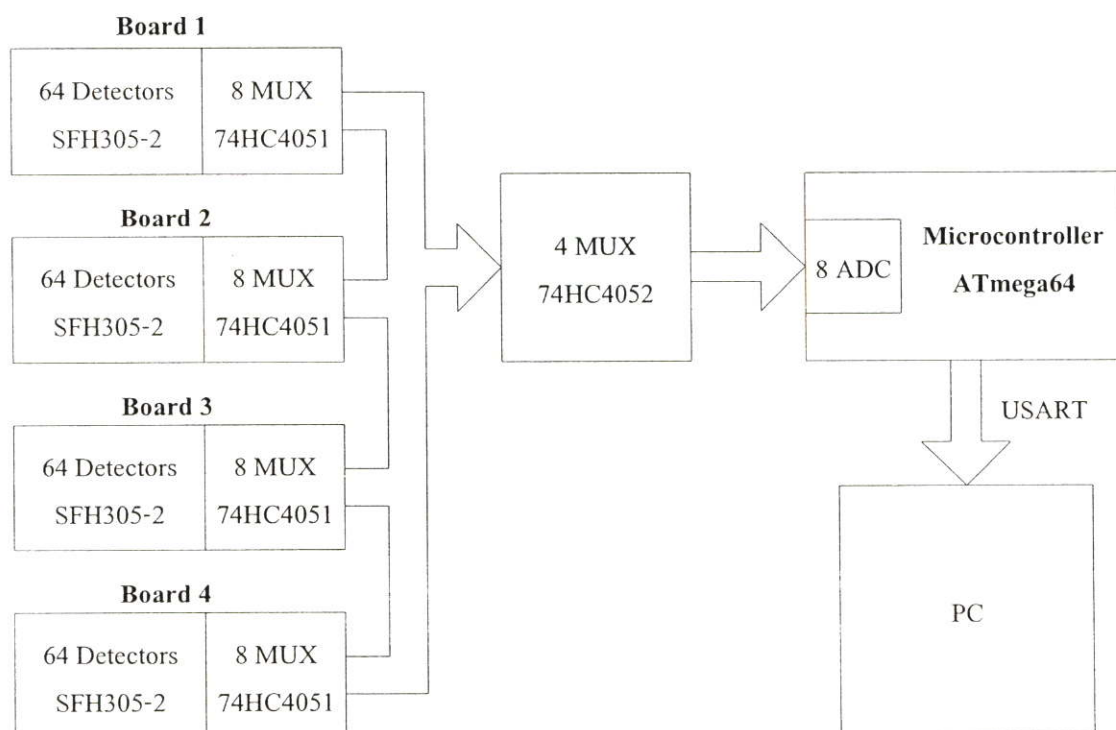 Board 1
64 Detectors
SFH305-2
8 MUX
74HC4051
Board 2
64 Detectors
SFH305-2
8 MUX
74HC4051
Board 3
64 Detectors
SFH305-2
8 MUX
74HC4051
Board 4
64 Detectors
SFH305-2
8 MUX
74HC4051
4 MUX
74HC4052
8 ADC
Microcontroller
ATmega64
USART
PC